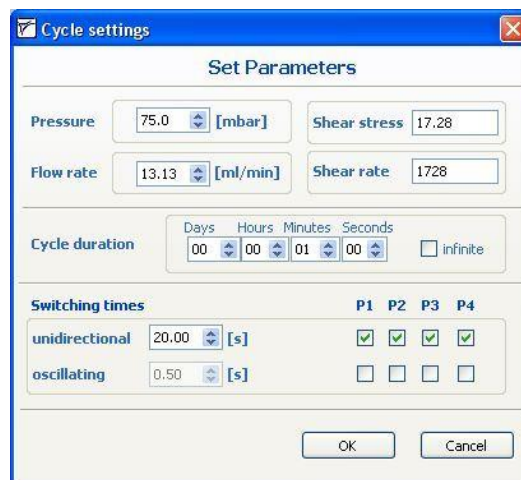 Cycle settings
Set Parameters
Pressure 75.0 [mbar] Shear stress 17.28
Flow rate 13.13 [ml/min] Shear rate 1728
Days Hours Minutes Seconds
Cycle duration 00 00 01 00 infinite
Switching times P1 P2 P3 P4
unidirectional 20.00 [s]
oscillating 0.50 [s]
OK Cancel